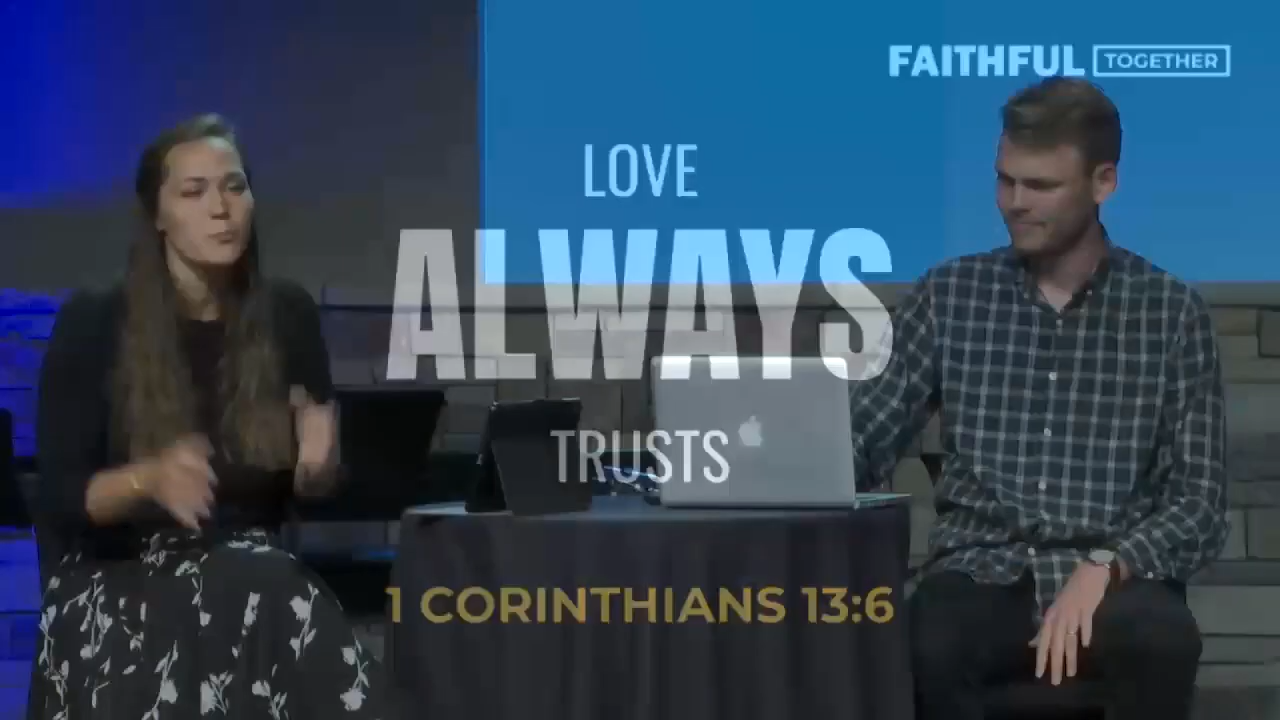 FAITHFUL TOGETHER
LOVE
ALWAYS
TRUSTS
1 CORINTHIANS 13:6